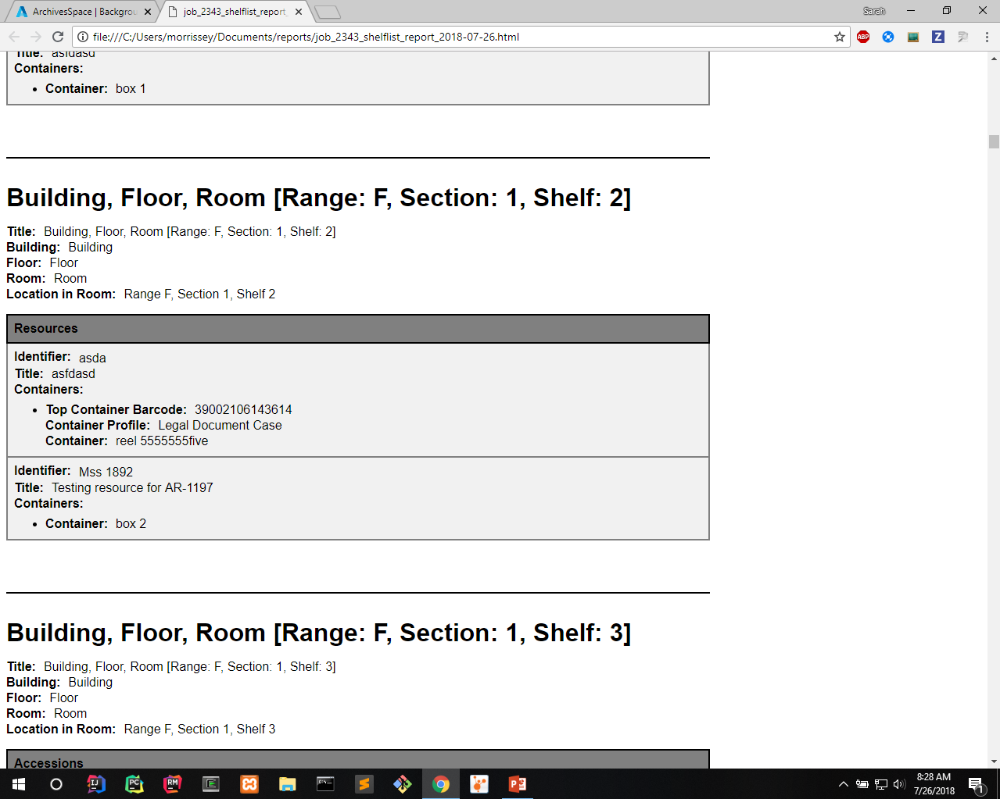 ArchivesSpace | Backgrou
job_2343_shelflist_report_
Sarah
file:///C:/Users/morrissey/Documents/reports/job_2343_shelflist_report_2018-07-26.html
ABP
Z
Title: asfdasd
Containers:
• Container: box 1
Building, Floor, Room [Range: F, Section: 1, Shelf: 2]
Title: Building, Floor, Room [Range: F, Section: 1, Shelf: 2]
Building: Building
Floor: Floor
Room: Room
Location in Room: Range F, Section 1, Shelf 2
Resources
Identifier: asda
Title: asfdasd
Containers:
• Top Container Barcode: 39002106143614
Container Profile: Legal Document Case
Container: reel 5555555five
Identifier: Mss 1892
Title: Testing resource for AR-1197
Containers:
• Container: box 2
Building, Floor, Room [Range: F, Section: 1, Shelf: 3]
Title: Building, Floor, Room [Range: F, Section: 1, Shelf: 3]
Building: Building
Floor: Floor
Room: Room
Location in Room: Range F, Section 1, Shelf 3
Accessions
IJ
PC
RM
8:28 AM
7/26/2018
1